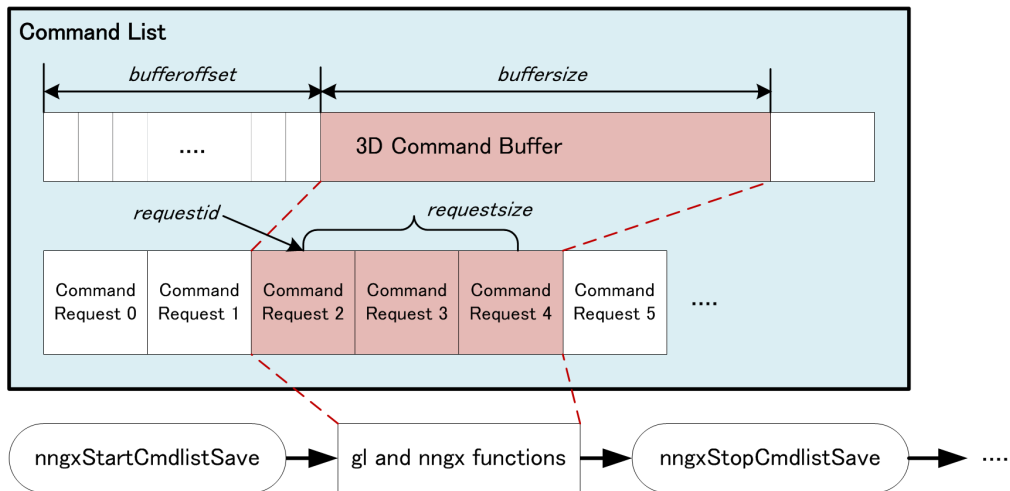 Command List
bufferoffset
buffersize
....
3D Command Buffer
requestid
requestsize
Command
Request 0
Command
Request 1
Command
Request 2
Command
Request 3
Command
Request 4
Command
Request 5
....
nngxStartCmdlistSave
gl and nngx functions
nngxStopCmdlistSave
....